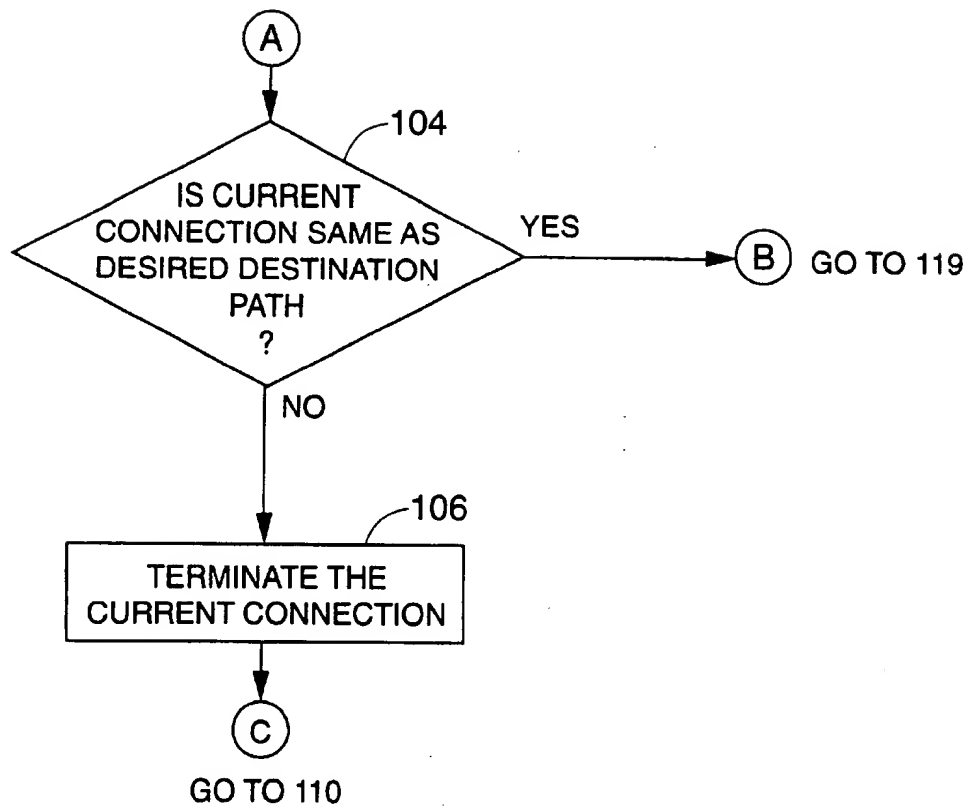 A
104
IS CURRENT
CONNECTION SAME AS
DESIRED DESTINATION
PATH
?
YES
B
GO TO 119
NO
106
TERMINATE THE
CURRENT CONNECTION
C
GO TO 110